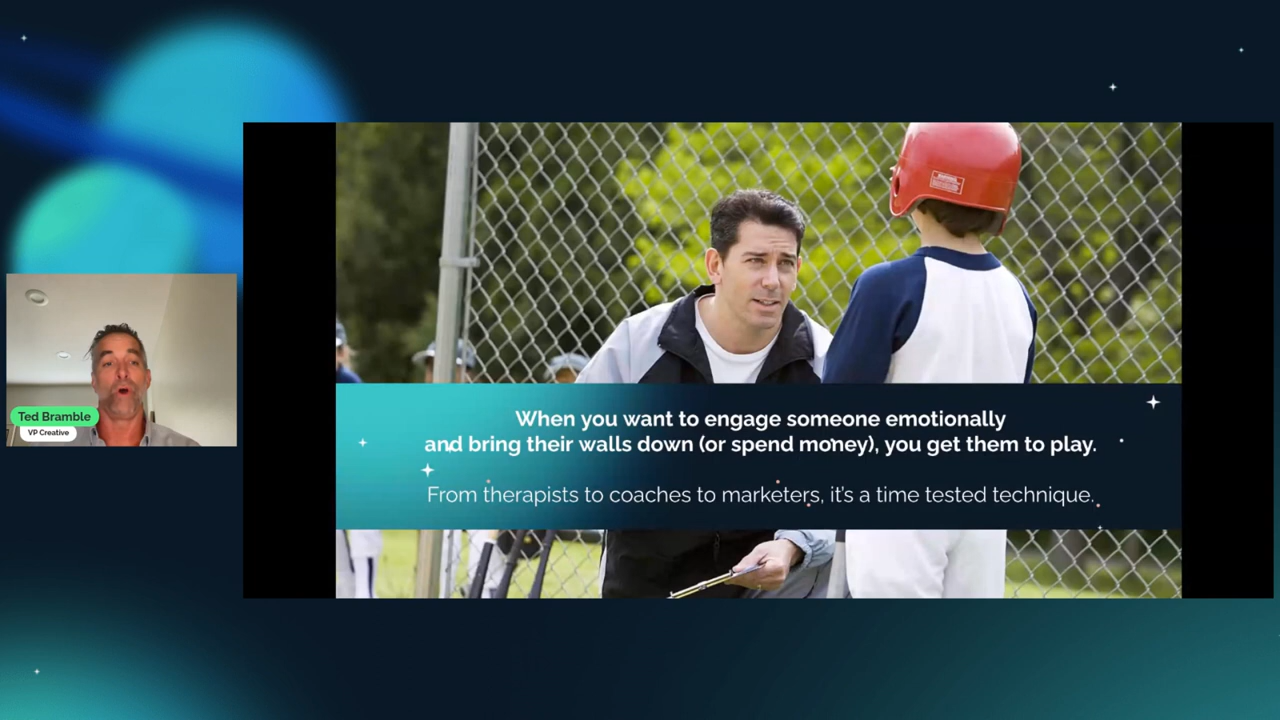 Ted Bramble
VP Creative
When you want to engage someone emotionally
and bring their walls down (or spend money), you get them to play.
From therapists to coaches to marketers, it's a time tested technique.